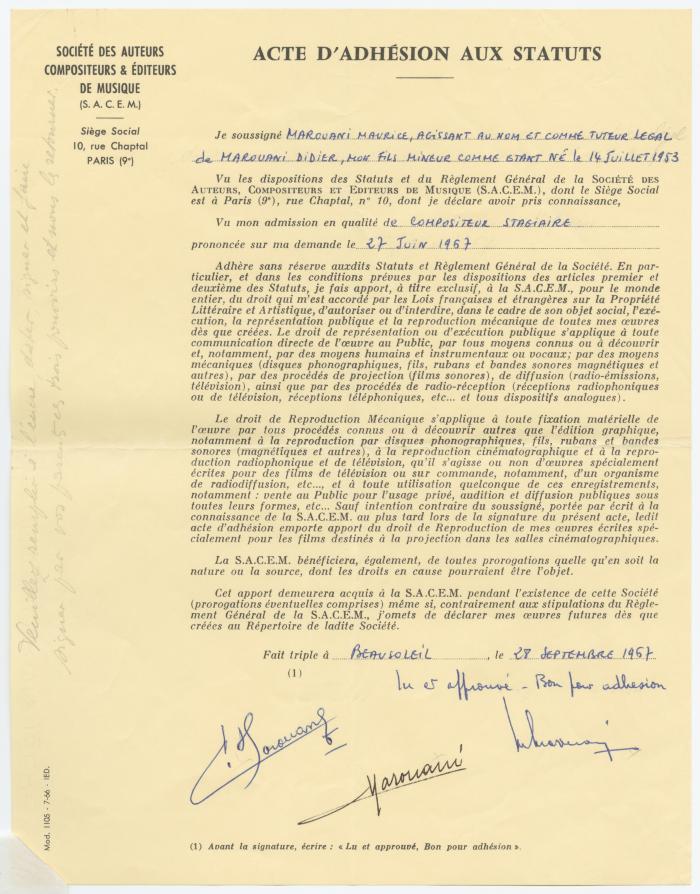 SOCIÉTÉ DES AUTEURS
COMPOSITEURS & ÉDITEURS
DE MUSIQUE
(S. A. C. E. M.)
Siège Social
10, rue Chaptal
PARIS (9e)
ACTE D'ADHÉSION AUX STATUTS
Je soussigné MAROUANI MAURICE, AGISSANT AU NOM ET COMME TUTEUR LEGAL
de MAROUANI DIDIER, MON FILS MINEUR COMME ETANT NÉ LE 14 JUILLET 1953
Vu les dispositions des Statuts et du Règlement Général de la SOCIÉTÉ DES
AUTEURS, COMPOSITEURS ET EDITEURS DE MUSIQUE (S.A.C.E.M.), dont le Siège Social
est à Paris (9e), rue Chaptal, n° 10, dont je déclare avoir pris connaissance,
Vu mon admission en qualité de COMPOSITEUR STAGIAIRE
prononcée sur ma demande le 27 JUIN 1967
Adhère sans réserve auxdits Statuts et Règlement Général de la Société. En par-
ticulier, et dans les conditions prévues par les dispositions des articles premier et
deuxième des Statuts, je fais apport, à titre exclusif, à la S.A.C.E.M., pour le monde
entier, du droit qui m'est accordé par les Lois françaises et étrangères sur la Propriété
Littéraire et Artistique, d'autoriser ou d'interdire, dans le cadre de son objet social, l'exé-
cution, la représentation publique et la reproduction mécanique de toutes mes œuvres
dès que créées. Le droit de représentation ou d'exécution publique s'applique à toute
communication directe de l'œuvre au Public, par tous moyens connus ou à découvrir
et, notamment, par des moyens humains et instrumentaux ou vocaux; par des moyens
mécaniques (disques phonographiques, fils, rubans et bandes sonores magnétiques et
autres), par des procédés de projection (films sonores), de diffusion (radio-émissions,
télévision), ainsi que par des procédés de radio-réception (réceptions radiophoniques
ou de télévision, réceptions téléphoniques, etc... et tous dispositifs analogues).
Le droit de Reproduction Mécanique s'applique à toute fixation matérielle de
l'œuvre par tous procédés connus ou à découvrir autres que l'édition graphique,
notamment à la reproduction par disques phonographiques, fils, rubans et bandes
sonores (magnétiques et autres), à la reproduction cinématographique et à la repro-
duction radiophonique et de télévision, qu'il s'agisse ou non d'œuvres spécialement
écrites pour des films de télévision ou sur commande, notamment, d'un organisme
de radiodiffusion, etc..., et à toute utilisation quelconque de ces enregistrements,
notamment : vente au Public pour l'usage privé, audition et diffusion publiques sous
toutes leurs formes, etc... Sauf intention contraire du soussigné, portée par écrit à la
connaissance de la S.A.C.E.M. au plus tard lors de la signature du présent acte, ledit
acte d'adhésion emporte apport du droit de Reproduction de mes œuvres écrites spé-
cialement pour les films destinés à la projection dans les salles cinématographiques.
La S.A.C.E.M. bénéficiera, également, de toutes prorogations quelle qu'en soit la
nature ou la source, dont les droits en cause pourraient être l'objet.
Cet apport demeurera acquis à la S.A.C.E.M. pendant l'existence de cette Société
(prorogations éventuelles comprises) même si, contrairement aux stipulations du Règle-
ment Général de la S.A.C.E.M., j'omets de déclarer mes œuvres futures dès que
créées au Répertoire de ladite Société.
Fait triple à BEAUSOLEIL, le 28 SEPTEMBRE 1967
(1)
Lu et approuvé - Bon pour adhesion
Marouani
(1) Avant la signature, écrire : « Lu et approuvé, Bon pour adhésion ».
Mod. 1105 - 7-66 - IED.